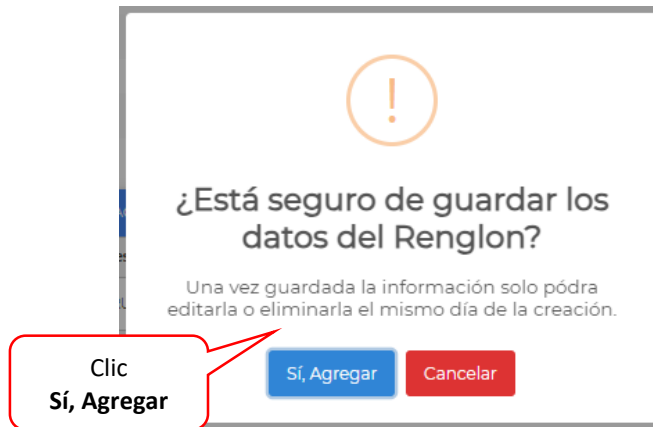 ¿Está seguro de guardar los
datos del Renglon?
Una vez guardada la información solo pódra
editarla o eliminarla el mismo día de la creación.
Clic
Sí, Agregar
Sí, Agregar
Cancelar